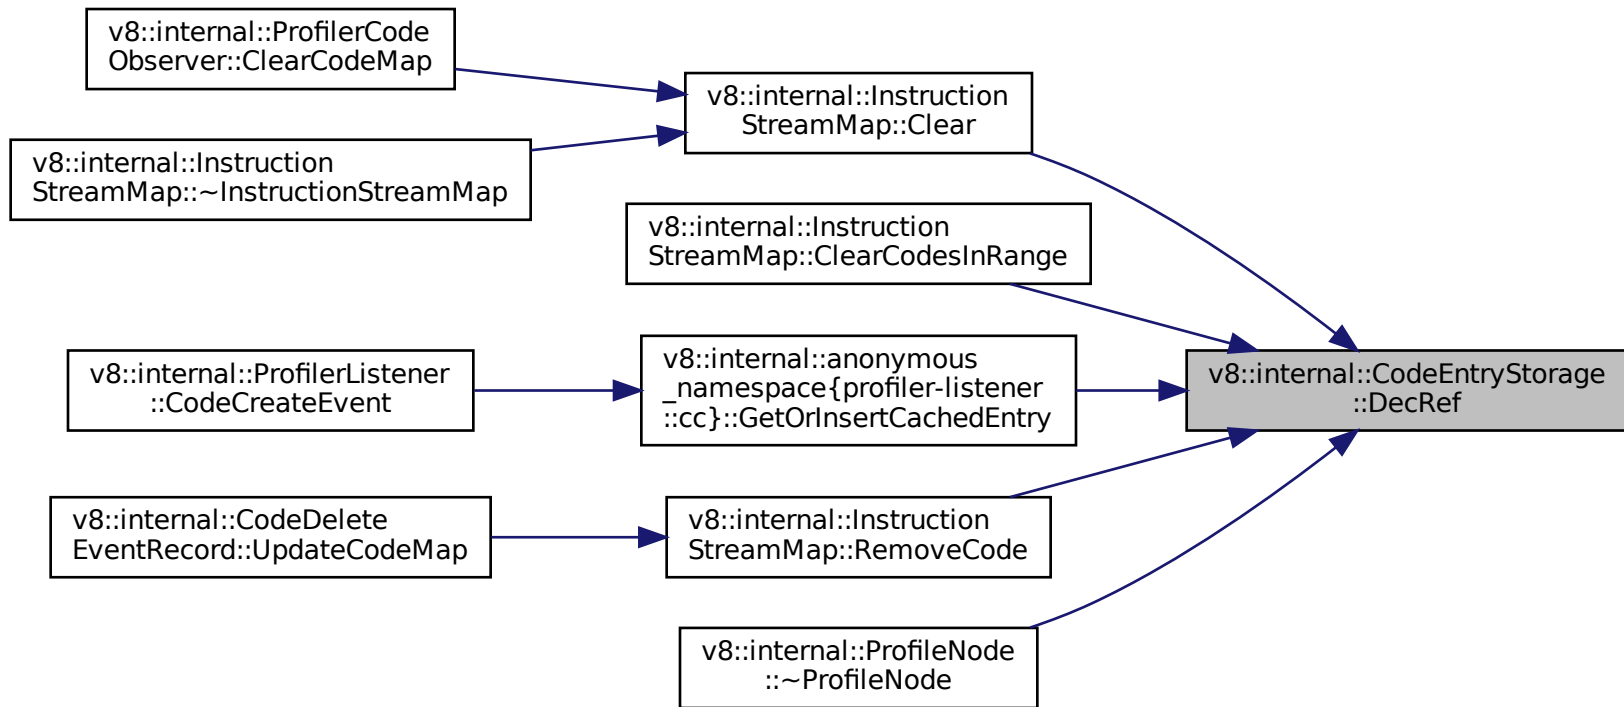 v8::internal::ProfilerCode
Observer::ClearCodeMap
v8::internal::Instruction
StreamMap::Clear
v8::internal::Instruction
StreamMap::~InstructionStreamMap
v8::internal::Instruction
StreamMap::ClearCodesInRange
v8::internal::ProfilerListener
::CodeCreateEvent
v8::internal::anonymous
_namespace{profiler-listener
::cc}::GetOrInsertCachedEntry
v8::internal::CodeEntryStorage
::DecRef
v8::internal::CodeDelete
EventRecord::UpdateCodeMap
v8::internal::Instruction
StreamMap::RemoveCode
v8::internal::ProfileNode
::~ProfileNode